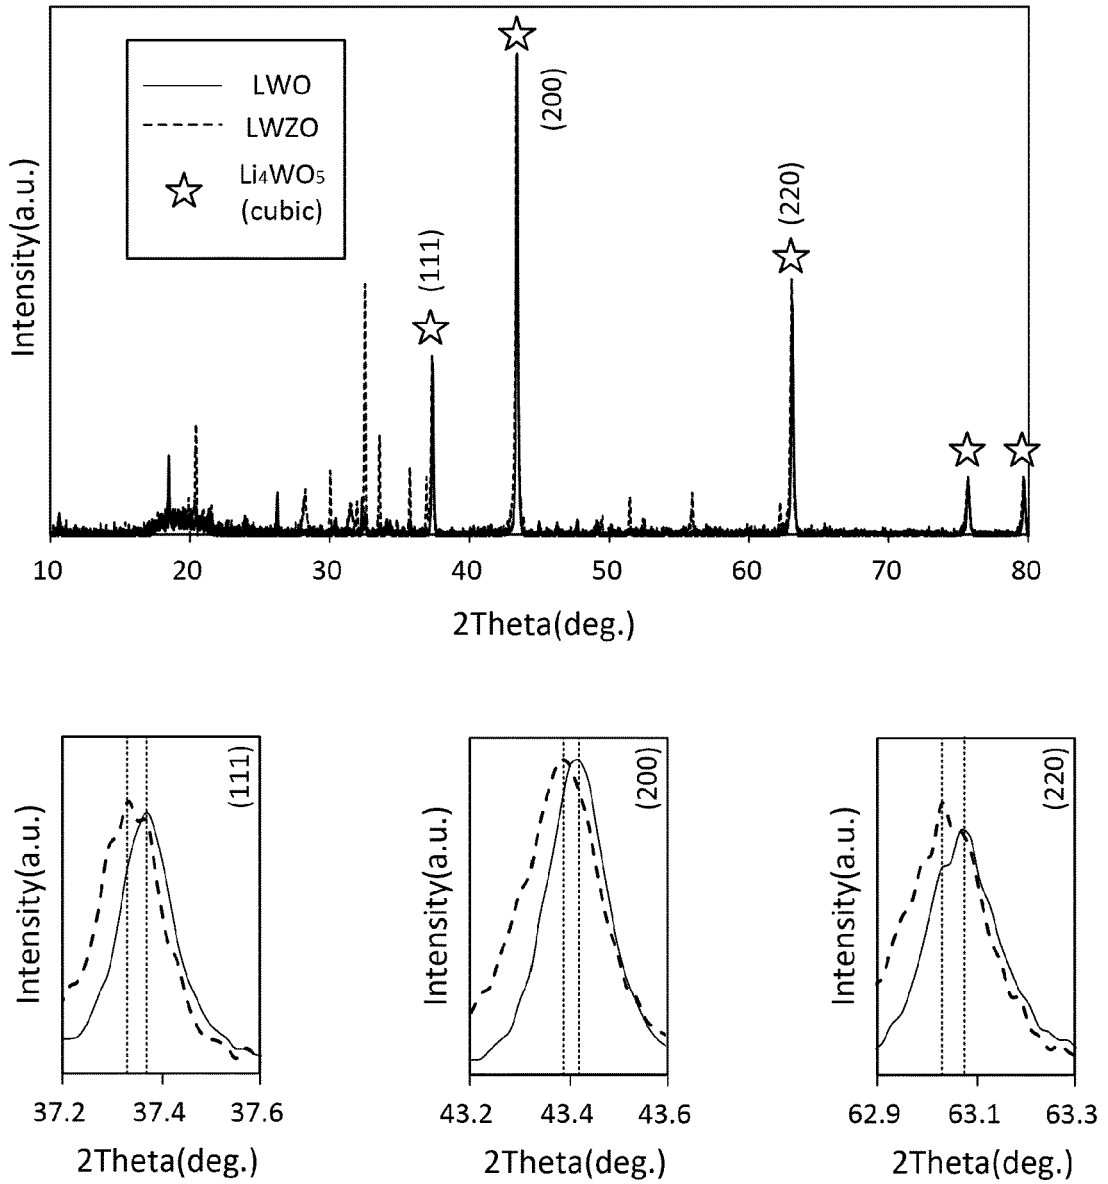 LWO
LWZO
Li4WO5
(cubic)
(111)
(200)
(220)
Intensity(a.u.)
10 20 30 40 50 60 70 80
2Theta(deg.)
(111)
Intensity(a.u.)
37.2 37.4 37.6
2Theta(deg.)
(200)
Intensity(a.u.)
43.2 43.4 43.6
2Theta(deg.)
(220)
Intensity(a.u.)
62.9 63.1 63.3
2Theta(deg.)